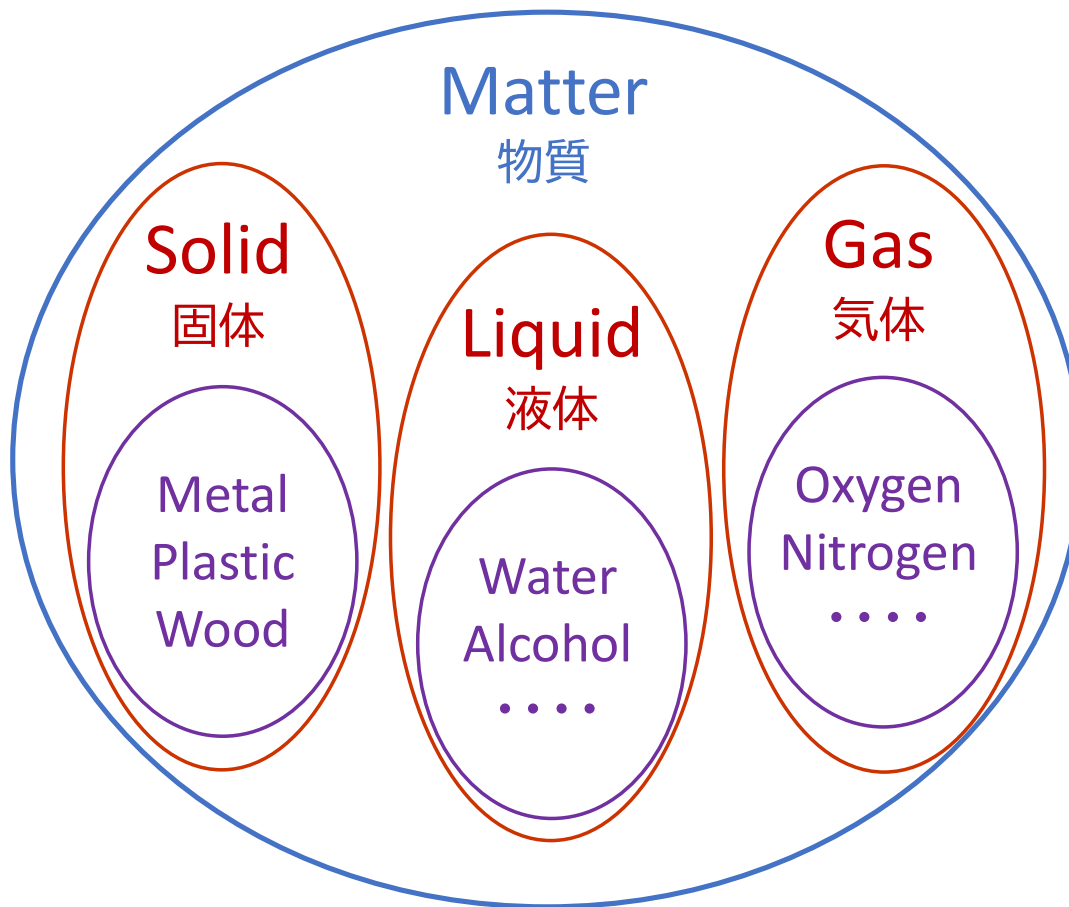 Matter
物質
Solid
固体
Metal
Plastic
Wood
Liquid
液体
Water
Alcohol
・・・・
Gas
気体
Oxygen
Nitrogen
・・・・